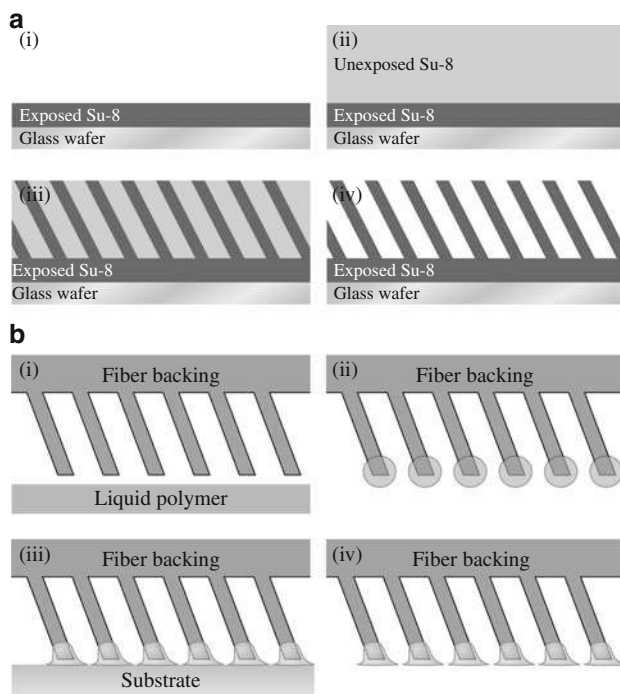 a
(i)
Exposed Su-8
Glass wafer
(ii)
Unexposed Su-8
Exposed Su-8
Glass wafer
(iii)
Exposed Su-8
Glass wafer
(iv)
Exposed Su-8
Glass wafer
b
(i)
Fiber backing
Liquid polymer
(ii)
Fiber backing
(iii)
Fiber backing
Substrate
(iv)
Fiber backing